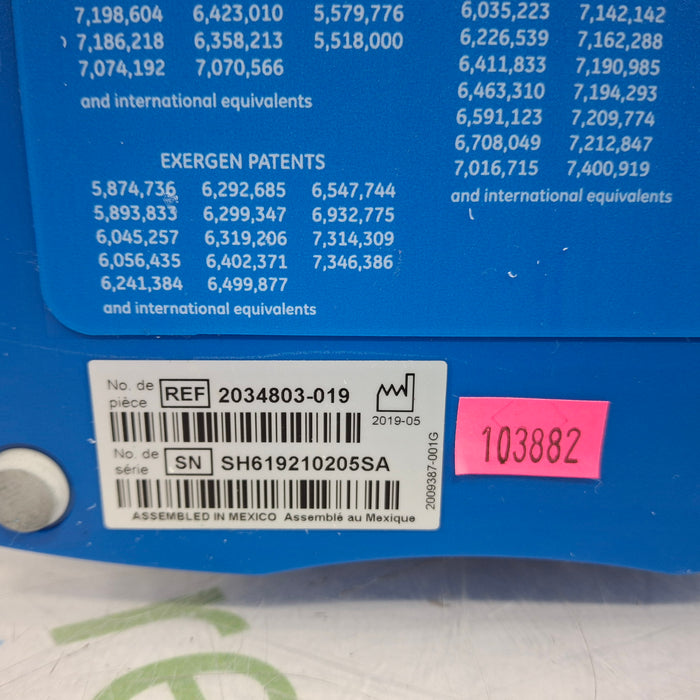 7,198,604 6,423,010 5,579,776
7,186,218 6,358,213 5,518,000
7,074,192 7,070,566
and international equivalents
6,035,223 7,142,142
6,226,539 7,162,288
6,411,833 7,190,985
6,463,310 7,194,293
6,591,123 7,209,774
6,708,049 7,212,847
7,016,715 7,400,919
and international equivalents
EXERGEN PATENTS
5,874,736 6,292,685 6,547,744
5,893,833 6,299,347 6,932,775
6,045,257 6,319,206 7,314,309
6,056,435 6,402,371 7,346,386
6,241,384 6,499,877
and international equivalents
No. de pièce REF 2034803-019
2019-05
No. de série SN SH619210205SA
ASSEMBLED IN MEXICO Assemblé au Mexique
2009387-001G
103882
re